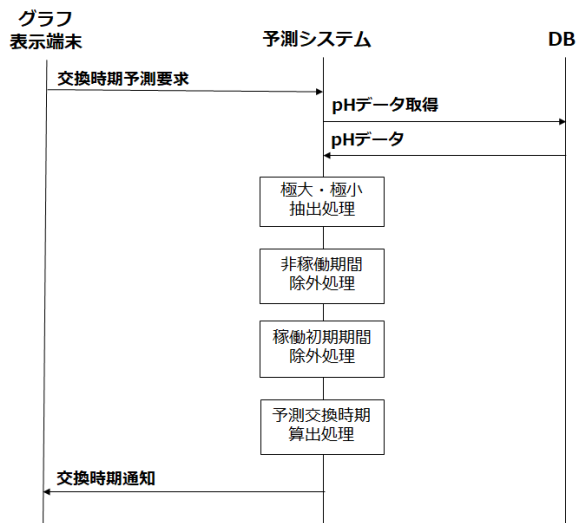 グラフ
表示端末
予測システム
DB
交換時期予測要求
pHデータ取得
pHデータ
極大・極小
抽出処理
非稼働期間
除外処理
稼働初期期間
除外処理
予測交換時期
算出処理
交換時期通知